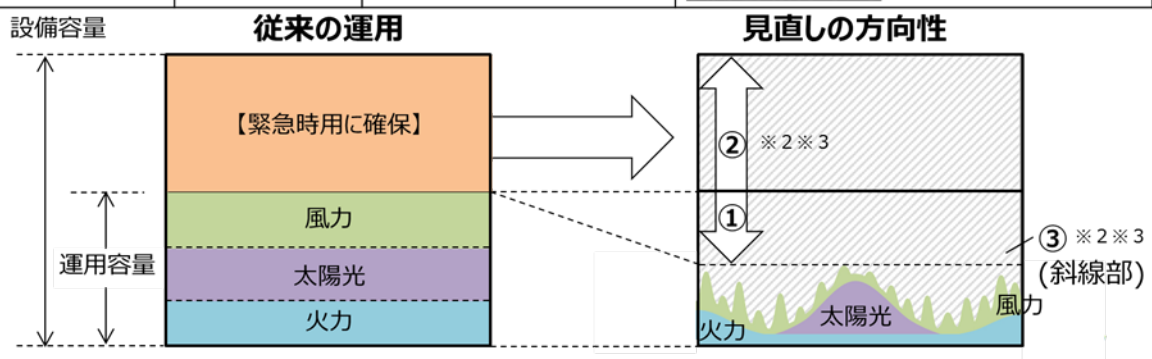 設備容量
従来の運用
見直しの方向性
【緊急時用に確保】
② ※2※3
風力
①
運用容量
太陽光
③ ※2※3
(斜線部)
火力
火力
太陽光
風力